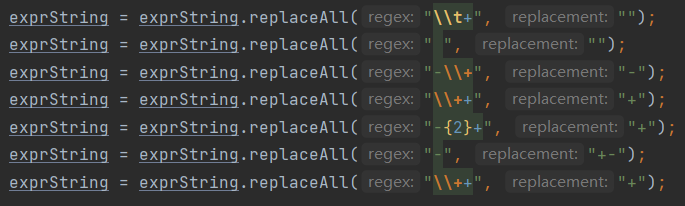 exprString = exprString.replaceAll( regex: "\\t+", replacement: "");
exprString = exprString.replaceAll( regex: " ", replacement: "");
exprString = exprString.replaceAll( regex: "-\\+", replacement: "-");
exprString = exprString.replaceAll( regex: "\\++", replacement: "+");
exprString = exprString.replaceAll( regex: "-{2}+", replacement: "+");
exprString = exprString.replaceAll( regex: "-", replacement: "+-");
exprString = exprString.replaceAll( regex: "\\++", replacement: "+");